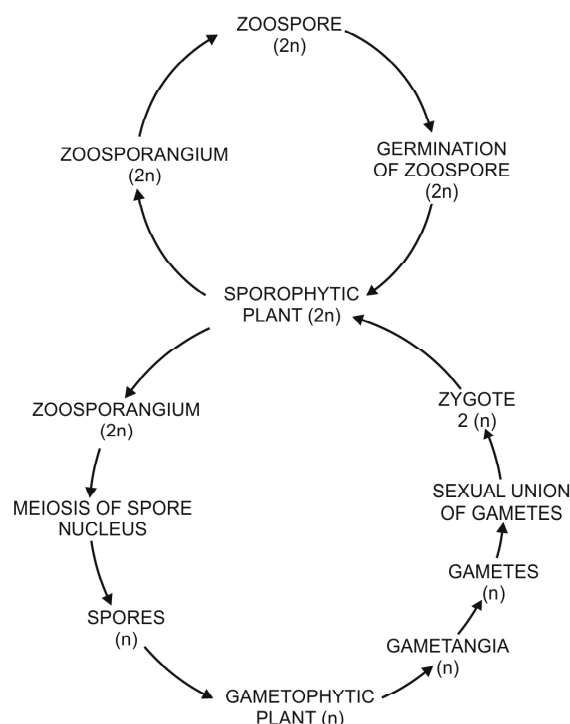 ZOOSPORE
(2n)
ZOOSPORANGIUM
(2n)
GERMINATION
OF ZOOSPORE
(2n)
SPOROPHYTIC
PLANT (2n)
ZOOSPORANGIUM
(2n)
ZYGOTE
2 (n)
MEIOSIS OF SPORE
NUCLEUS
SEXUAL UNION
OF GAMETES
GAMETES
(n)
SPORES
(n)
GAMETANGIA
(n)
GAMETOPHYTIC
PLANT (n)